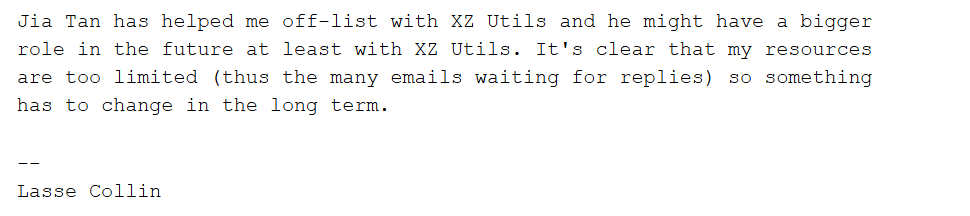 Jia Tan has helped me off-list with XZ Utils and he might have a bigger
role in the future at least with XZ Utils. It's clear that my resources
are too limited (thus the many emails waiting for replies) so something
has to change in the long term.
--
Lasse Collin